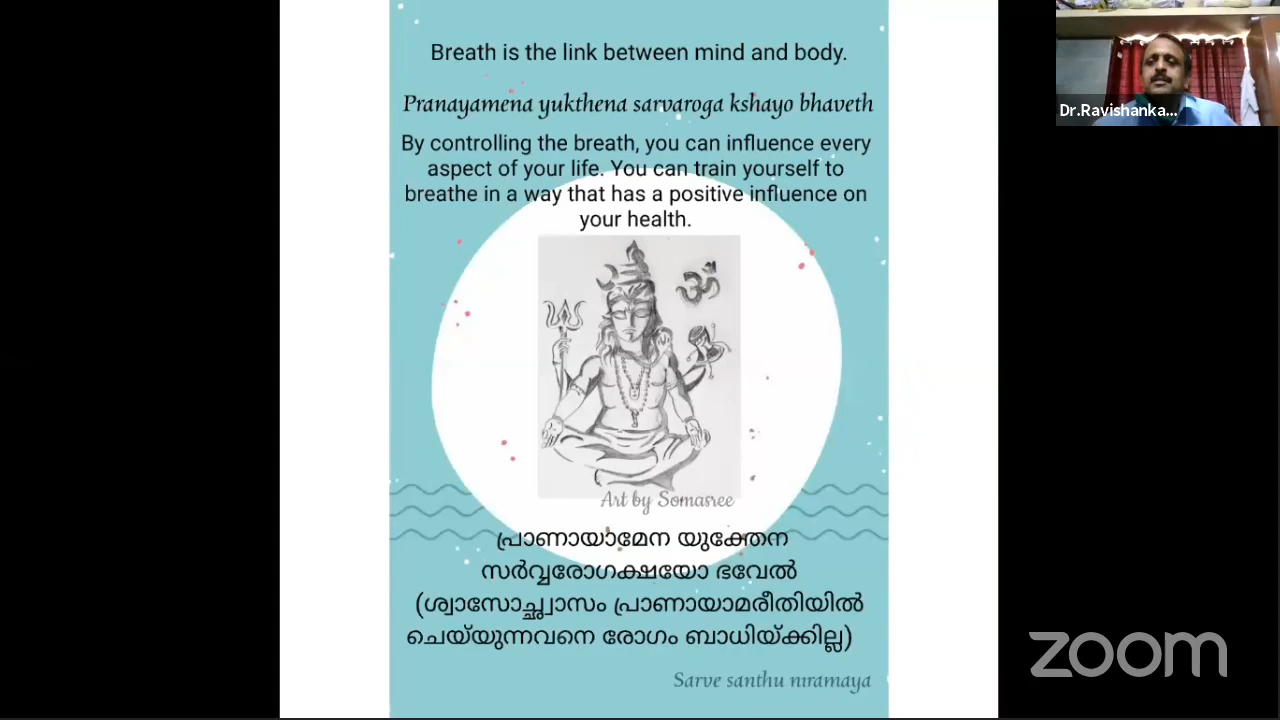 Breath is the link between mind and body.
Pranayamena yukthena sarvaroga kshayo bhaveth
By controlling the breath, you can influence every
aspect of your life. You can train yourself to
breathe in a way that has a positive influence on
your health.
ॐ
Art by Somasree
പ്രാണായാമേന യുക്തേന
സർവ്വരോഗക്ഷയോ ഭവേൽ
(ശ്വാസോച്ഛ്വാസം പ്രാണായാമരീതിയിൽ
ചെയ്യുന്നവനെ രോഗം ബാധിയ്ക്കില്ല)
Sarve santhu niramaya
Dr.Ravishanka...
zoom